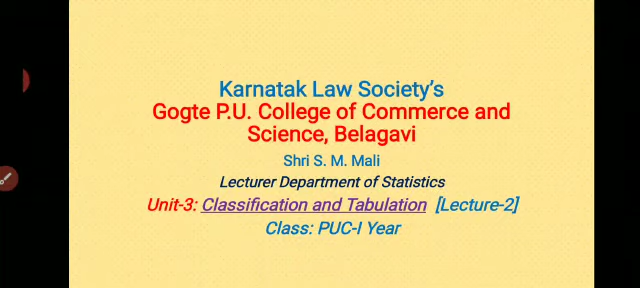 Karnatak Law Society's
Gogte P.U. College of Commerce and
Science, Belagavi
Shri S. M. Mali
Lecturer Department of Statistics
Unit-3: Classification and Tabulation [Lecture-2]
Class: PUC-I Year